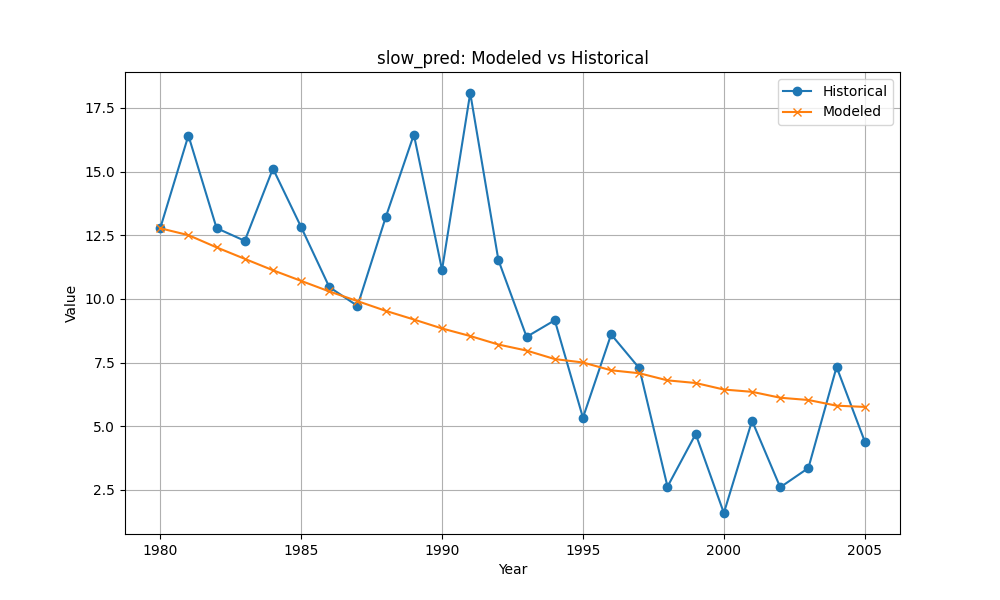 slow_pred: Modeled vs Historical
Historical
Modeled
17.5
15.0
12.5
10.0
7.5
5.0
2.5
Value
1980
1985
1990
1995
2000
2005
Year